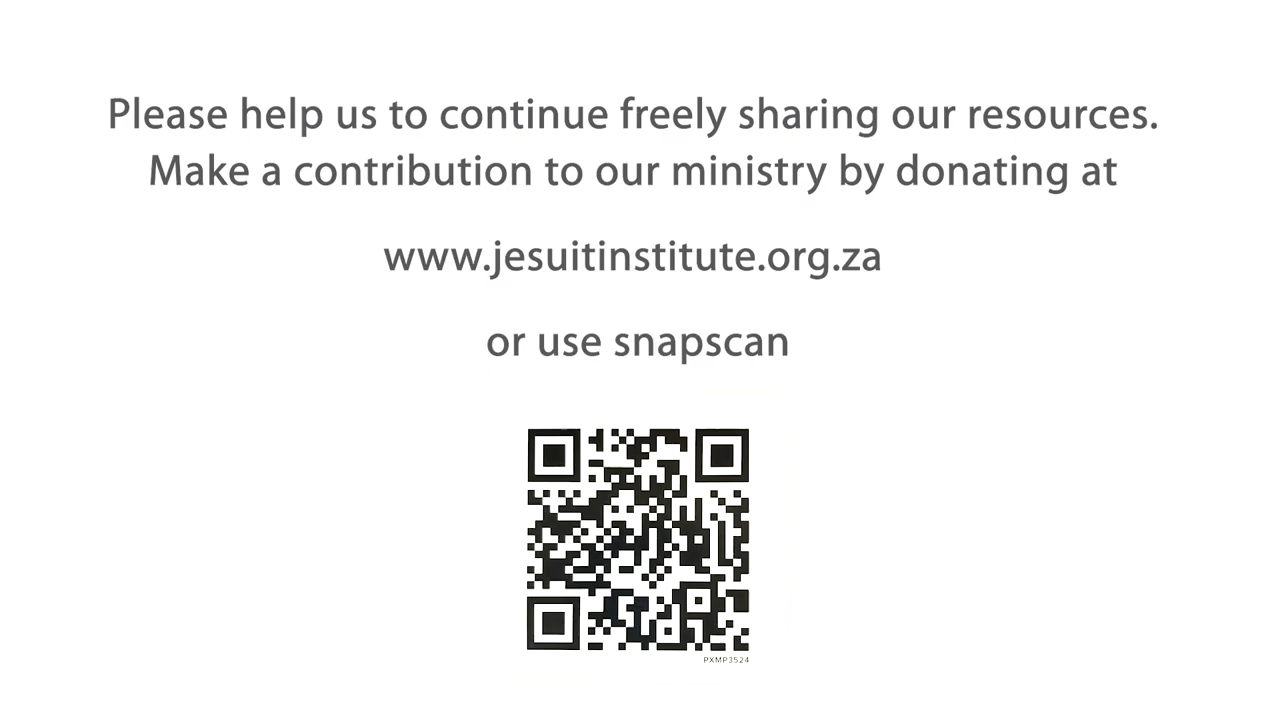 Please help us to continue freely sharing our resources.
Make a contribution to our ministry by donating at
www.jesuitinstitute.org.za
or use snapscan
PXMP3524